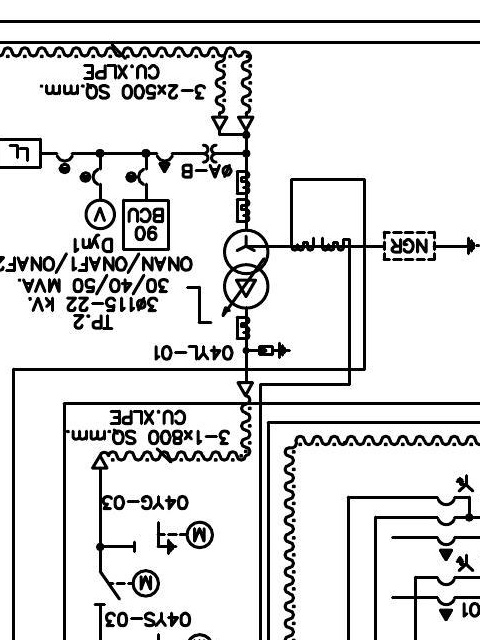 01
04YS-03
M
M
04YG-03
3-1x800 SQ.mm.
CU.XLPE
04YL-01
TP.2
3ø115-22 kV.
30/40/50 MVA.
ONAN/ONAF1/ONAF2
Dyn1
NGR
90
BCU
V
øA-B
LL
3-2x500 SQ.mm.
CU.XLPE